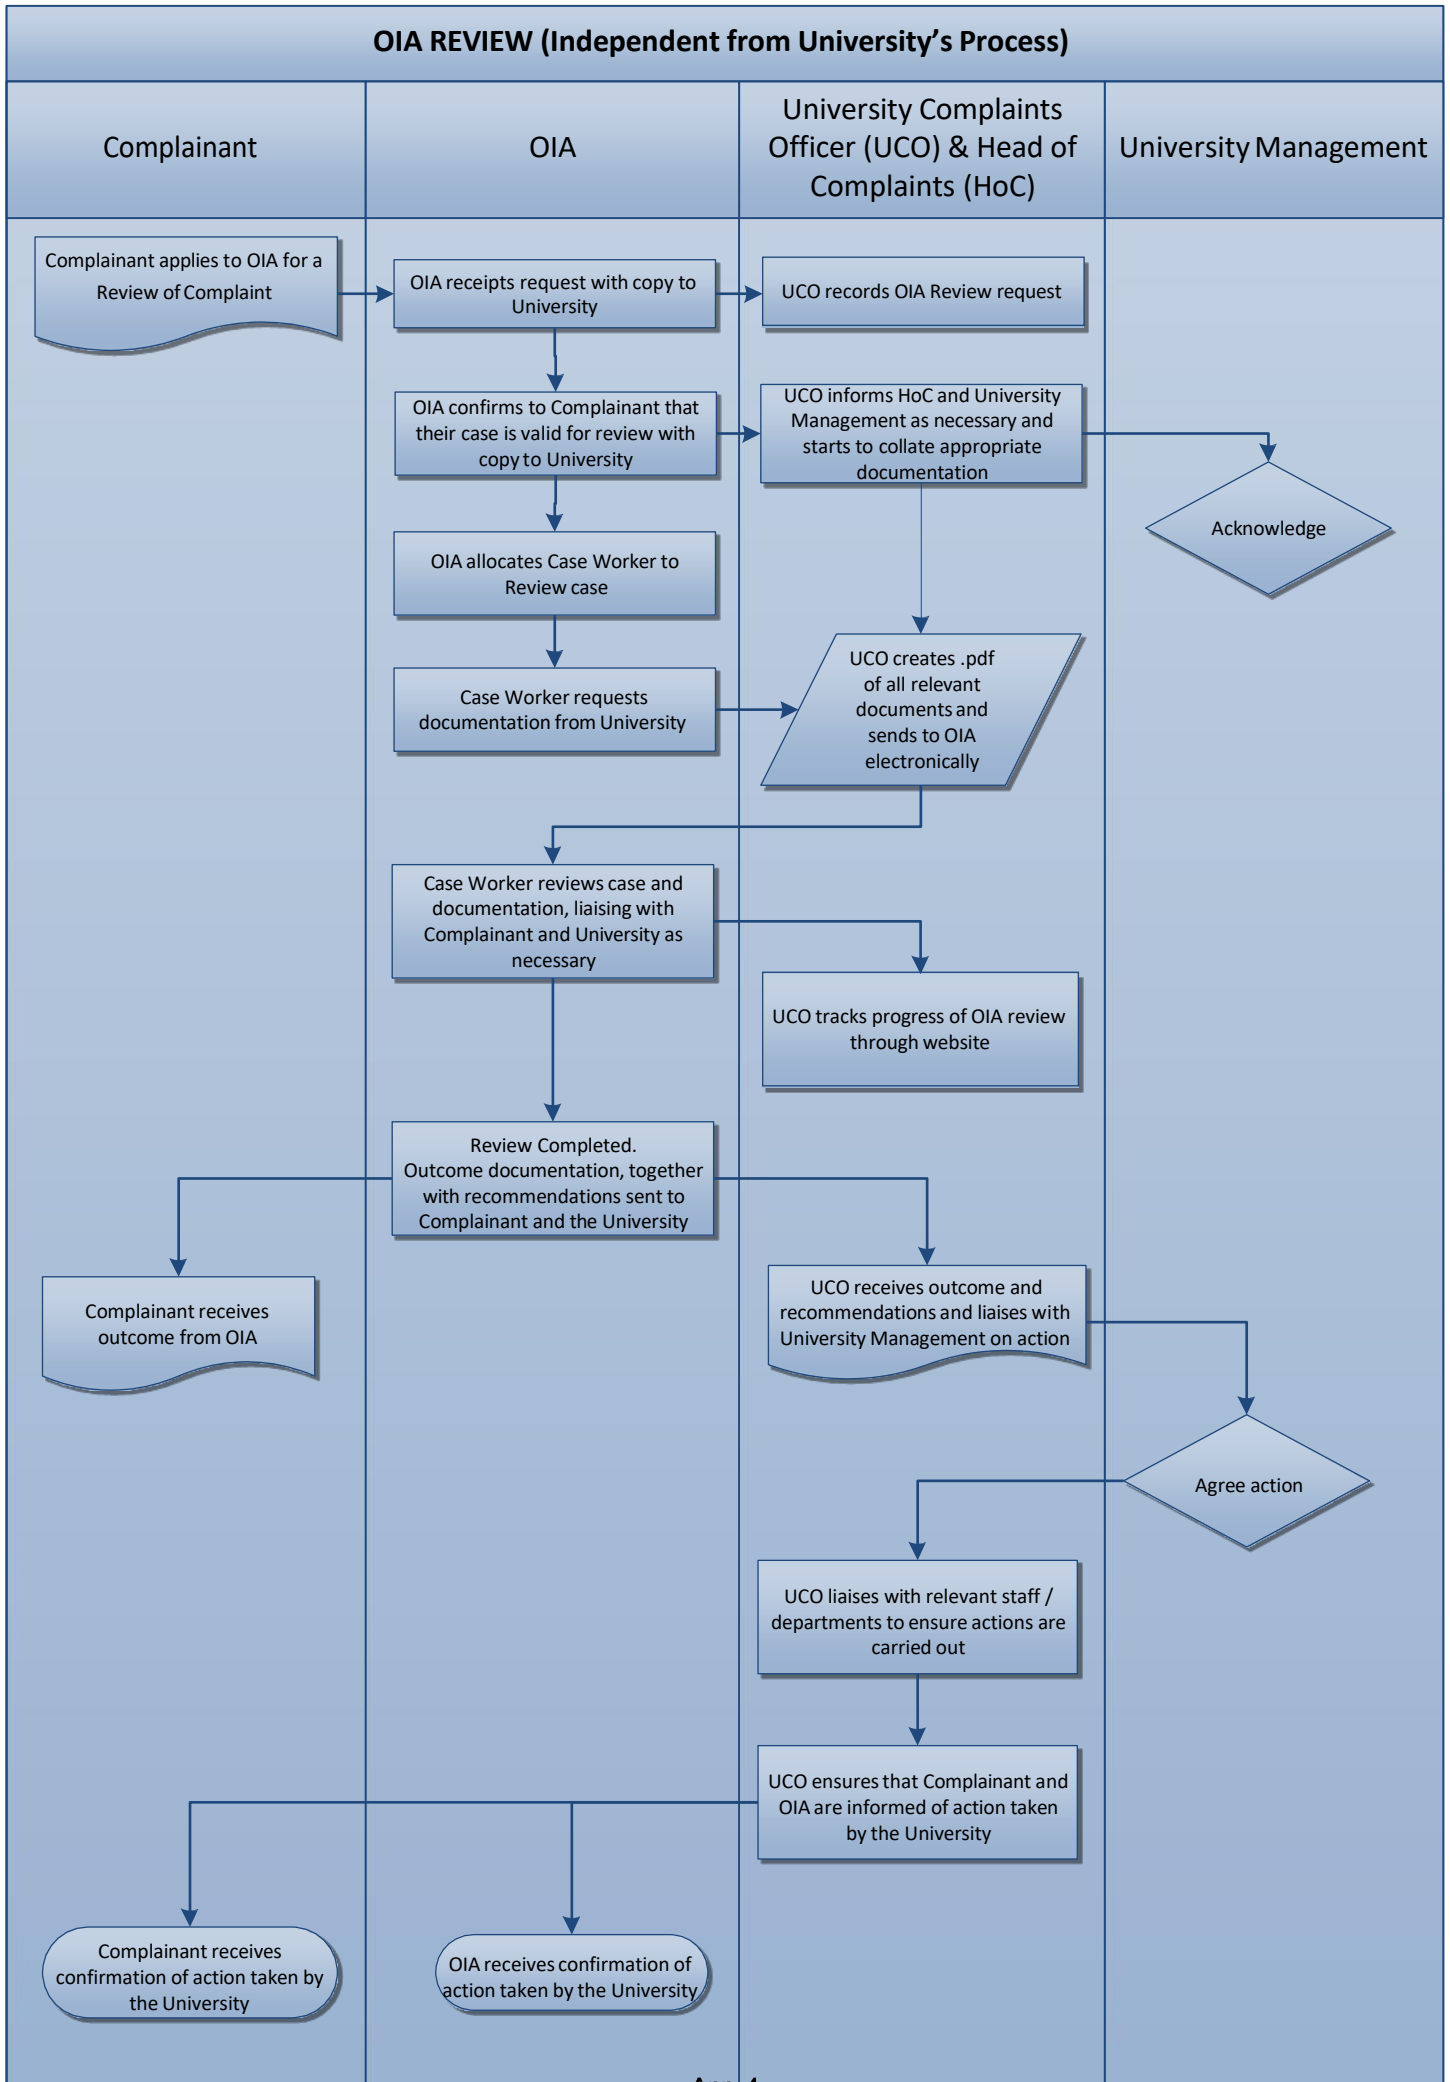 OIA REVIEW (Independent from University’s Process)
Complainant
OIA
University Complaints
Officer (UCO) & Head of
Complaints (HoC)
University Management
Complainant applies to OIA for a
Review of Complaint
OIA receipts request with copy to
University
UCO records OIA Review request
OIA confirms to Complainant that
their case is valid for review with
copy to University
UCO informs HoC and University
Management as necessary and
starts to collate appropriate
documentation
Acknowledge
OIA allocates Case Worker to
Review case
Case Worker requests
documentation from University
UCO creates .pdf
of all relevant
documents and
sends to OIA
electronically
Case Worker reviews case and
documentation, liaising with
Complainant and University as
necessary
UCO tracks progress of OIA review
through website
Review Completed.
Outcome documentation, together
with recommendations sent to
Complainant and the University
Complainant receives
outcome from OIA
UCO receives outcome and
recommendations and liaises with
University Management on action
Agree action
UCO liaises with relevant staff /
departments to ensure actions are
carried out
UCO ensures that Complainant and
OIA are informed of action taken
by the University
Complainant receives
confirmation of action taken by
the University
OIA receives confirmation of
action taken by the University